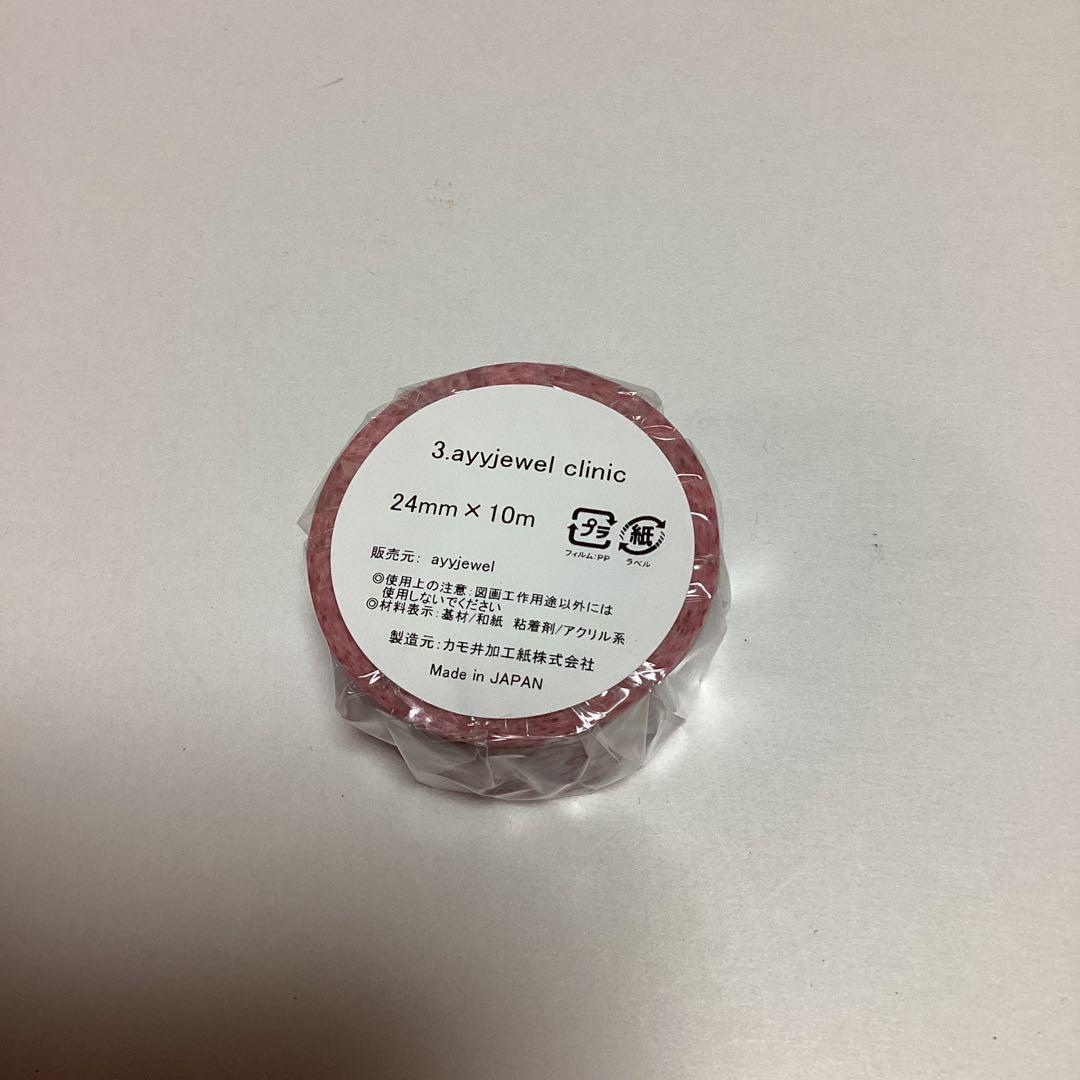 3.ayyjewel clinic
24mm×10m
プラ
紙
フィルム:PP
ラベル
販売元: ayyjewel
◎使用上の注意:図画工作用途以外には
使用しないでください
◎材料表示:基材/和紙 粘着剤/アクリル系
製造元:カモ井加工紙株式会社
Made in JAPAN